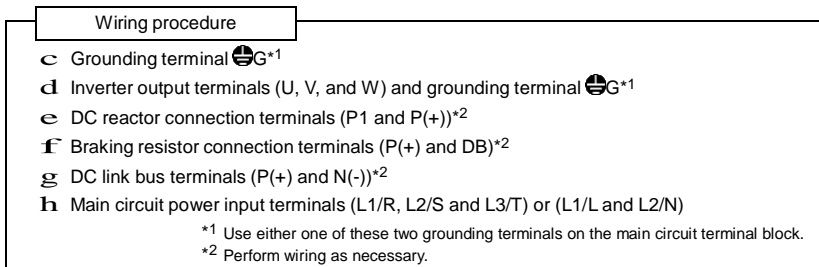 Wiring procedure
c Grounding terminal G*1
d Inverter output terminals (U, V, and W) and grounding terminal G*1
e DC reactor connection terminals (P1 and P(+))*2
f Braking resistor connection terminals (P(+) and DB)*2
g DC link bus terminals (P(+) and N(-))*2
h Main circuit power input terminals (L1/R, L2/S and L3/T) or (L1/L and L2/N)
*1 Use either one of these two grounding terminals on the main circuit terminal block.
*2 Perform wiring as necessary.